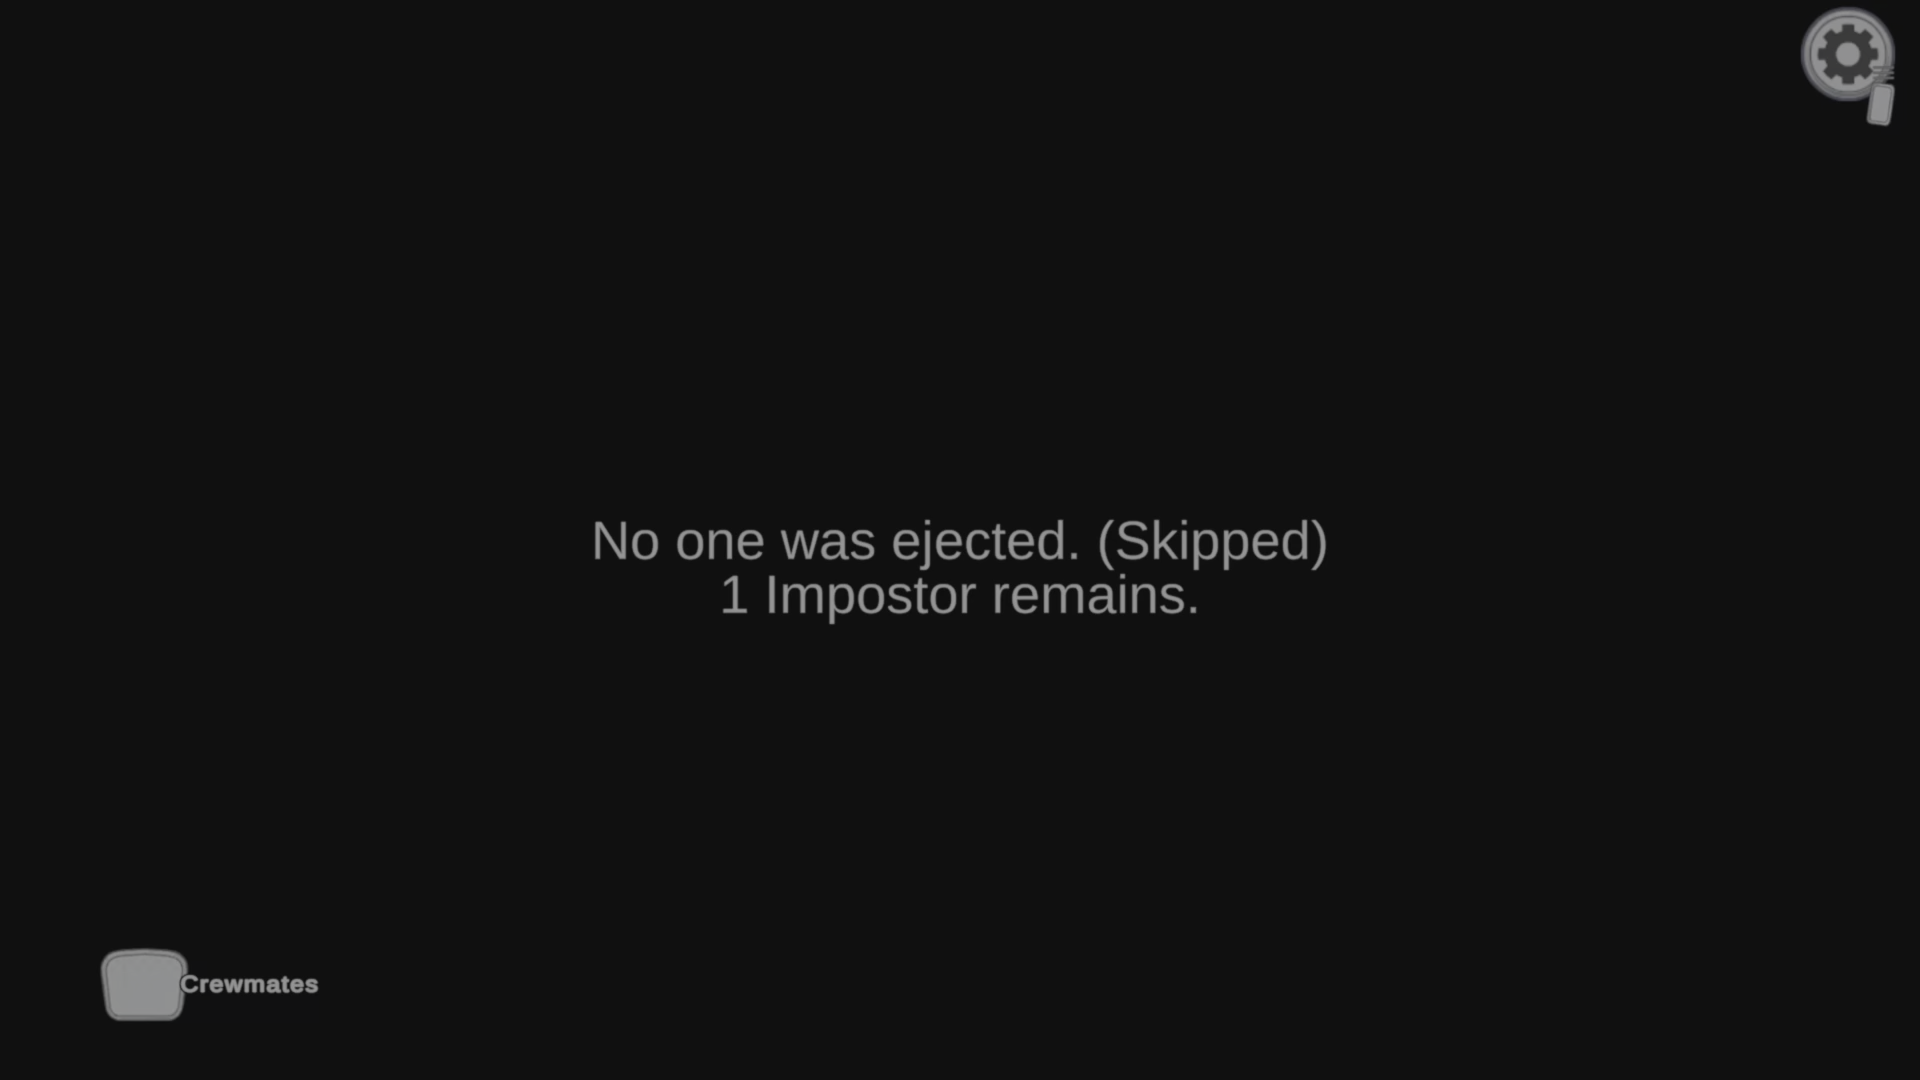 No one was ejected. (Skipped)
1 Impostor remains.
Crewmates